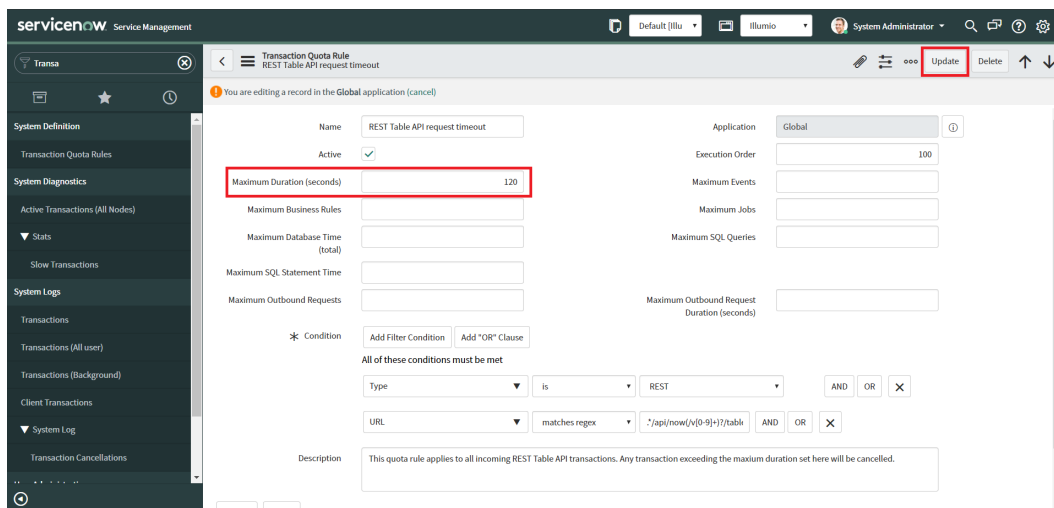 servicenow Service Management
Default [Illu
Illumio
System Administrator
Transa
Transaction Quota Rule
REST Table API request timeout
Update
Delete
You are editing a record in the Global application (cancel)
System Definition
Transaction Quota Rules
System Diagnostics
Active Transactions (All Nodes)
Stats
Slow Transactions
System Logs
Transactions
Transactions (All user)
Transactions (Background)
Client Transactions
System Log
Transaction Cancellations
Name
REST Table API request timeout
Application
Global
Active
Execution Order
100
Maximum Duration (seconds)
120
Maximum Events
Maximum Business Rules
Maximum Jobs
Maximum Database Time
(total)
Maximum SQL Queries
Maximum SQL Statement Time
Maximum Outbound Requests
Maximum Outbound Request
Duration (seconds)
Condition
Add Filter Condition
Add "OR" Clause
All of these conditions must be met
Type
is
REST
AND
OR
URL
matches regex
.*/api/now(/v[0-9]+)?/table
AND
OR
Description
This quota rule applies to all incoming REST Table API transactions. Any transaction exceeding the maxium duration set here will be cancelled.